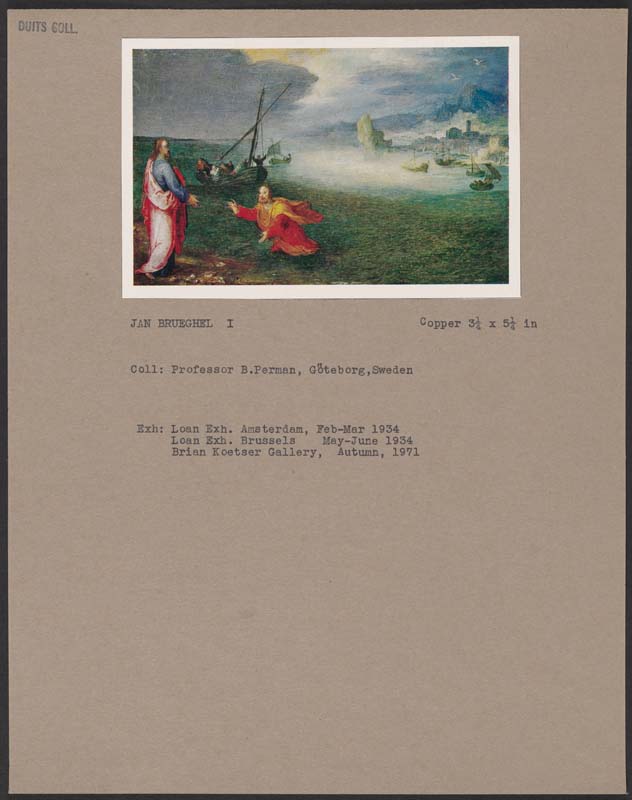 DUITS COLL.
JAN BRUEGHEL I Copper 3¼ x 5¼ in
Coll: Professor B.Perman, Göteborg,Sweden
Exh: Loan Exh. Amsterdam, Feb-Mar 1934
Loan Exh. Brussels May-June 1934
Brian Koetser Gallery, Autumn, 1971